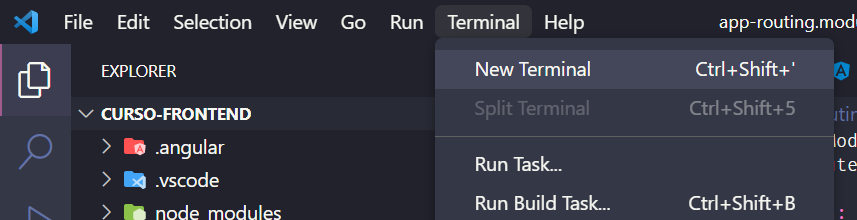 File Edit Selection View Go Run Terminal Help app-routing.modu
EXPLORER
New Terminal Ctrl+Shift+'
CURSO-FRONTEND
Split Terminal Ctrl+Shift+5
.angular
.vscode
Run Task...
node_modules
Run Build Task... Ctrl+Shift+B